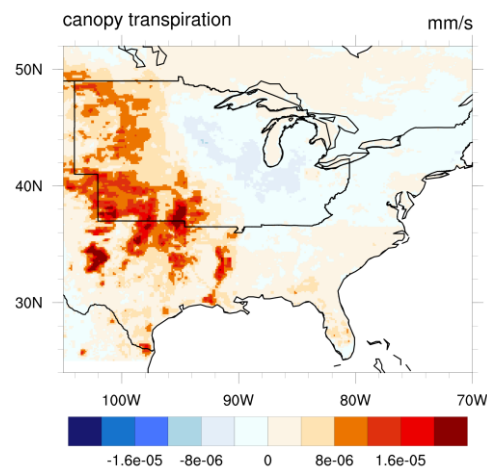 canopy transpiration mm/s
50N
40N
30N
100W 90W 80W 70W
-1.6e-05 -8e-06 0 8e-06 1.6e-05